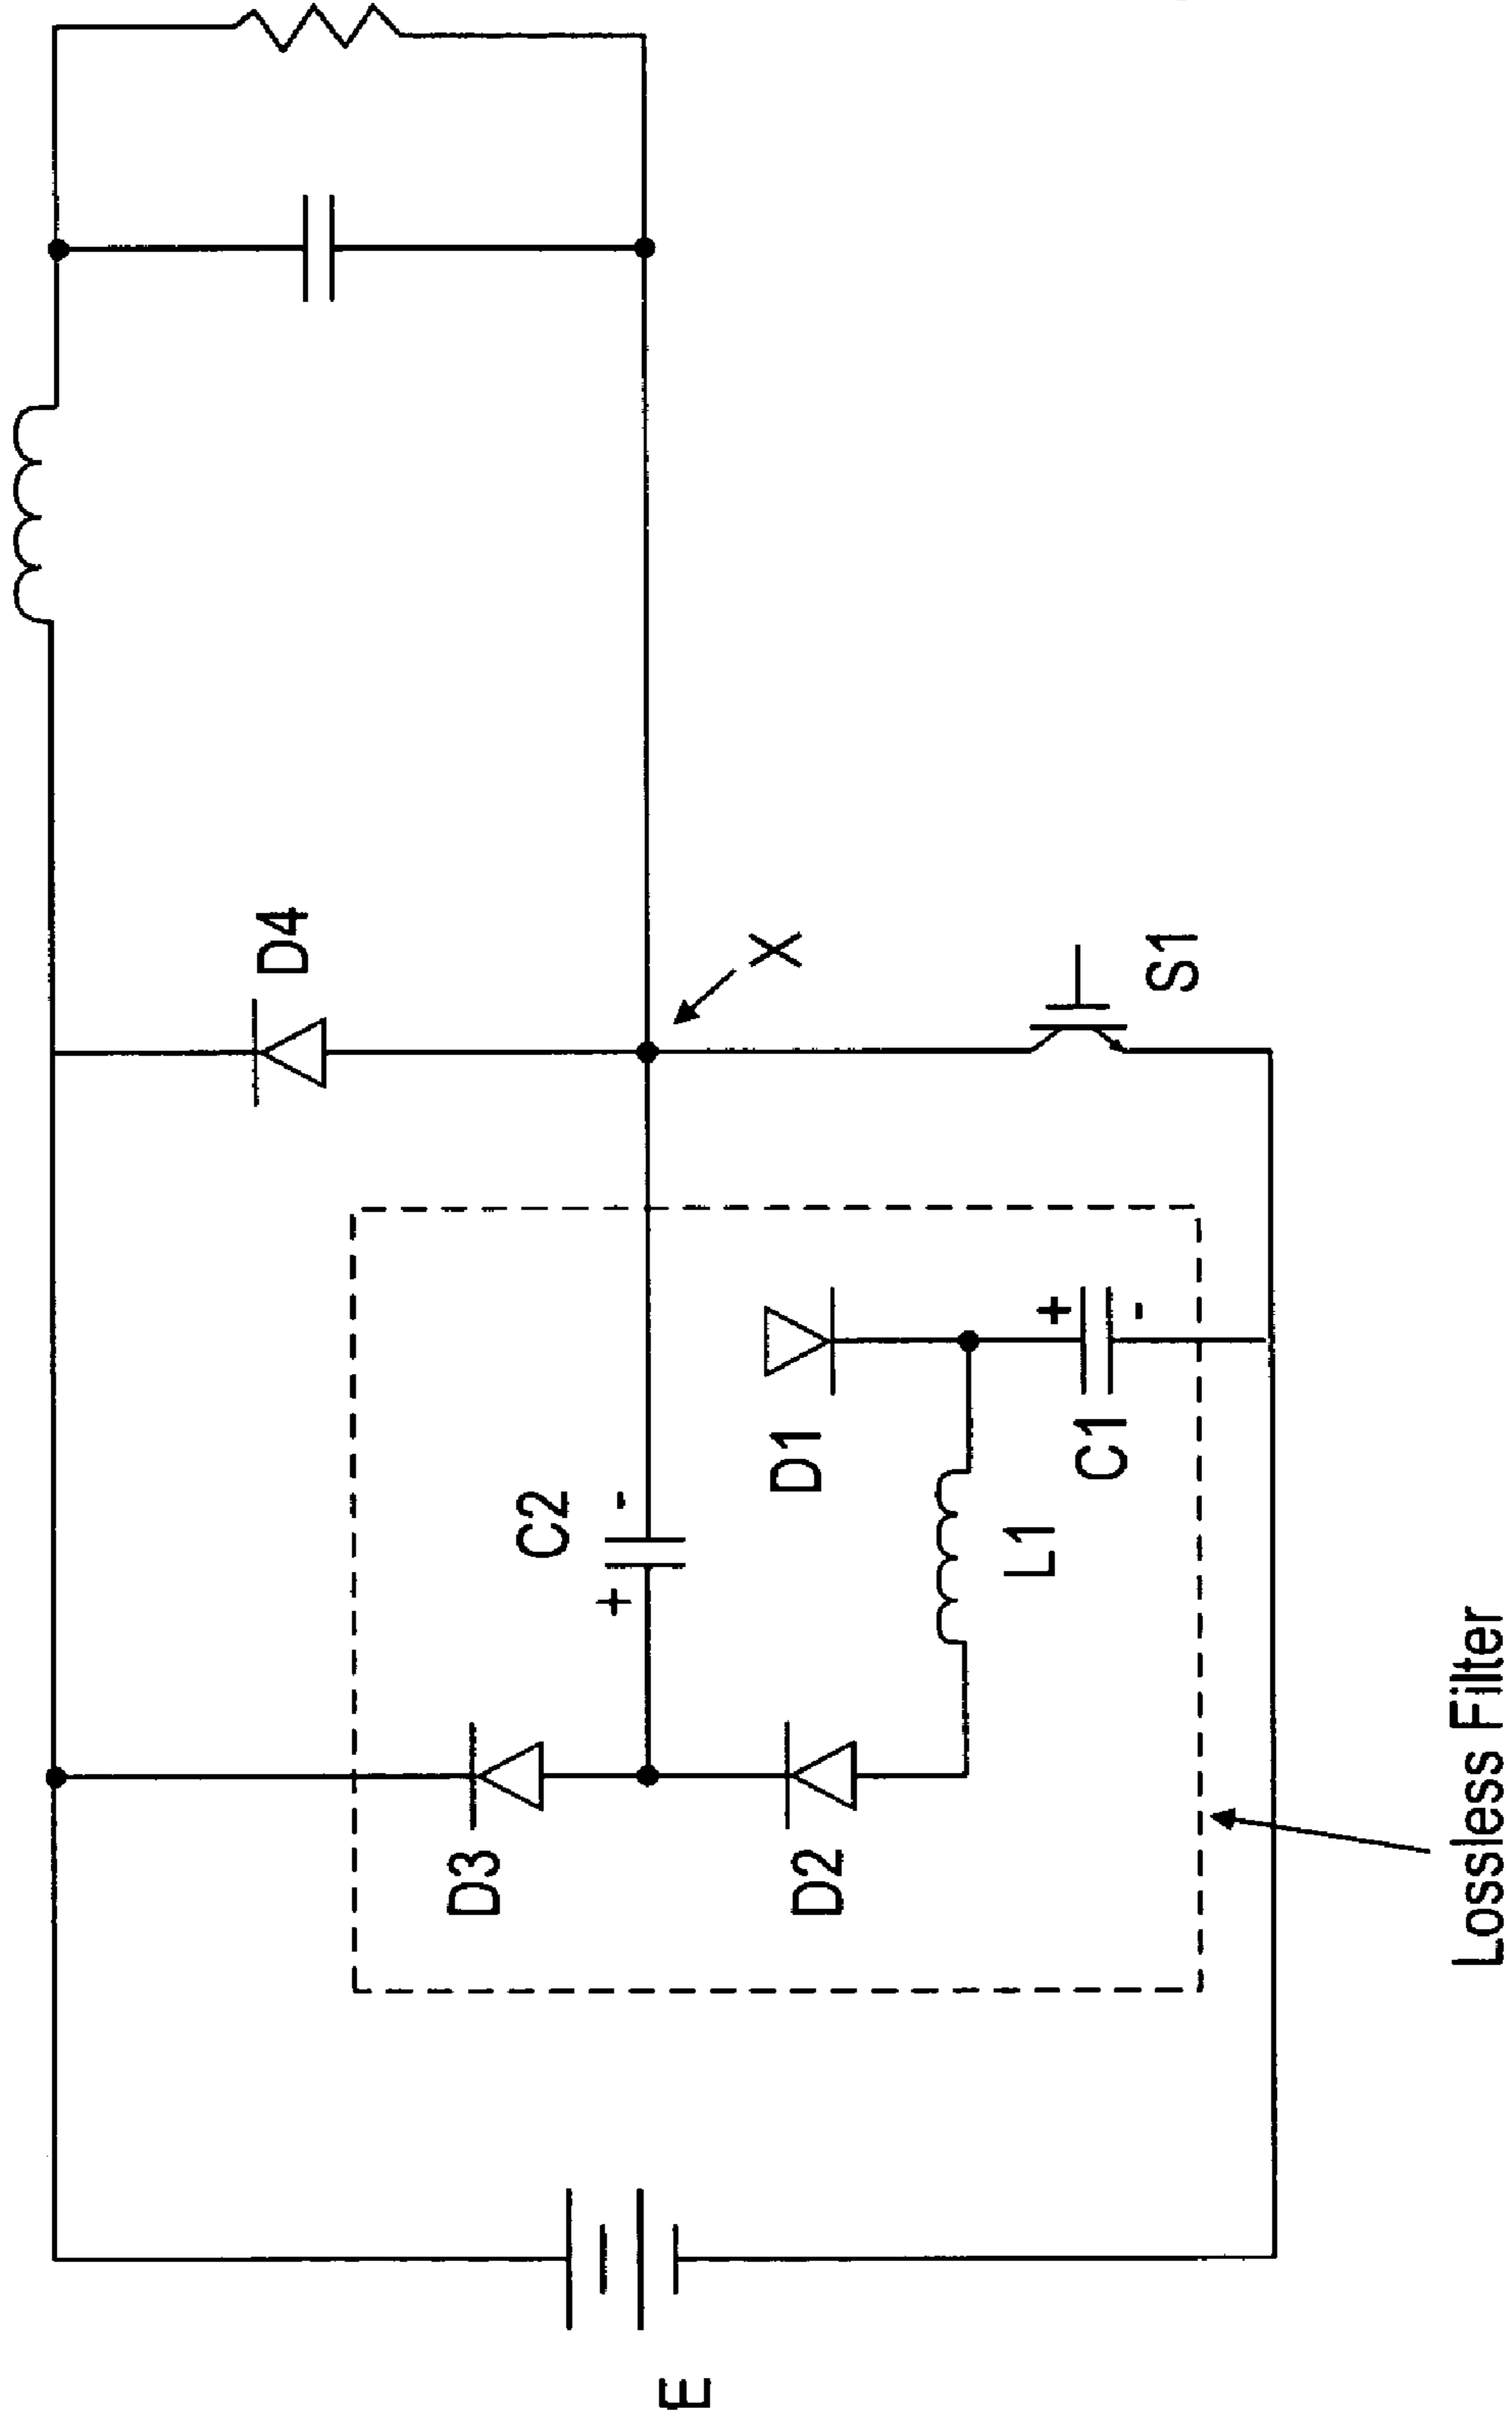 D4
X
S1
C2
+
-
D1
+
-
C1
L1
D3
D2
Lossless Filter
E